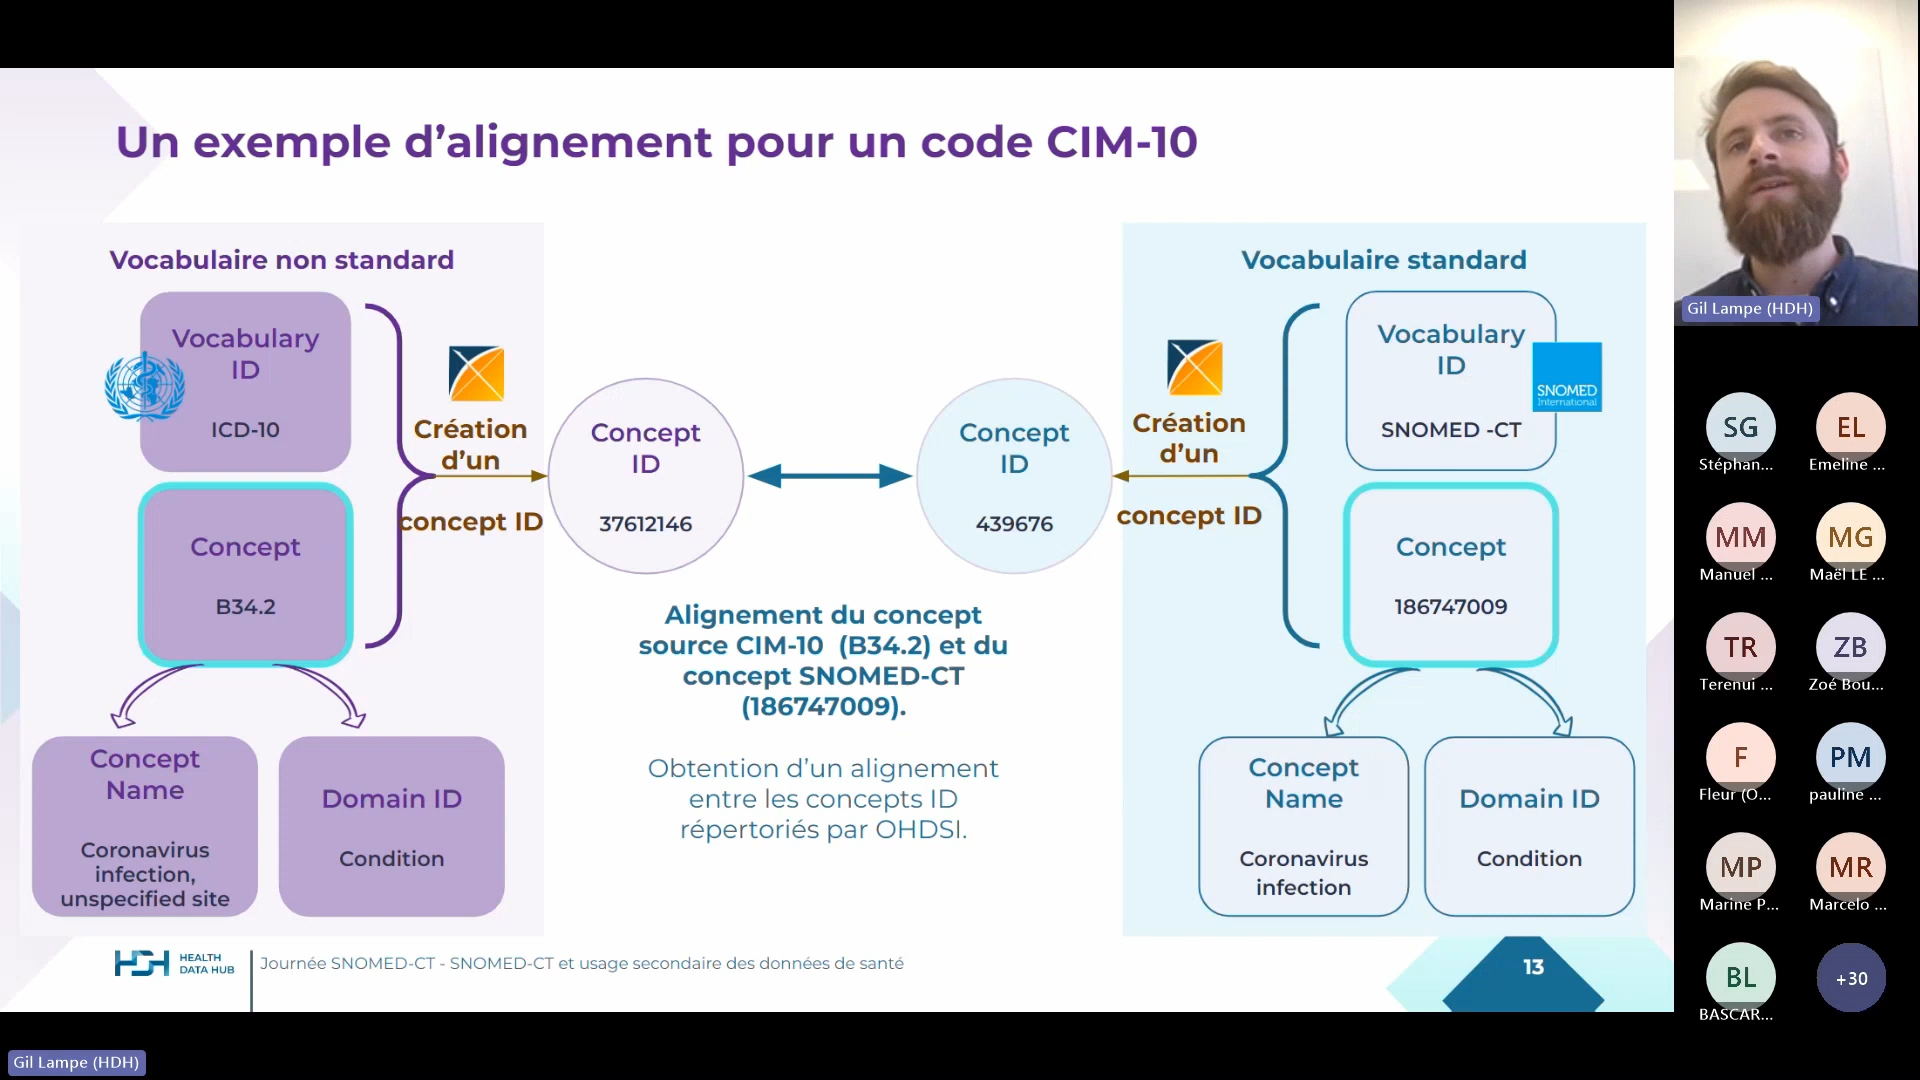 Un exemple d’alignement pour un code CIM-10
Vocabulaire non standard
Vocabulary
ID
ICD-10
Concept
B34.2
Concept
Name
Coronavirus
infection,
unspecified site
Domain ID
Condition
Création
d’un
concept ID
Concept
ID
37612146
Concept
ID
439676
Alignement du concept
source CIM-10 (B34.2) et du
concept SNOMED-CT
(186747009).
Obtention d’un alignement
entre les concepts ID
répertoriés par OHDSI.
Création
d’un
concept ID
Vocabulaire standard
Vocabulary
ID
SNOMED -CT
SNOMED
International
Concept
186747009
Concept
Name
Coronavirus
infection
Domain ID
Condition
HDH
HEALTH
DATA HUB
Journée SNOMED-CT - SNOMED-CT et usage secondaire des données de santé
13
Gil Lampe (HDH)
SG
Stéphan...
EL
Emeline ...
MM
Manuel ...
MG
Maël LE ...
TR
Terenui ...
ZB
Zoé Bou...
F
Fleur (O...
PM
pauline ...
MP
Marine P...
MR
Marcelo ...
BL
BASCAR...
+30
Gil Lampe (HDH)